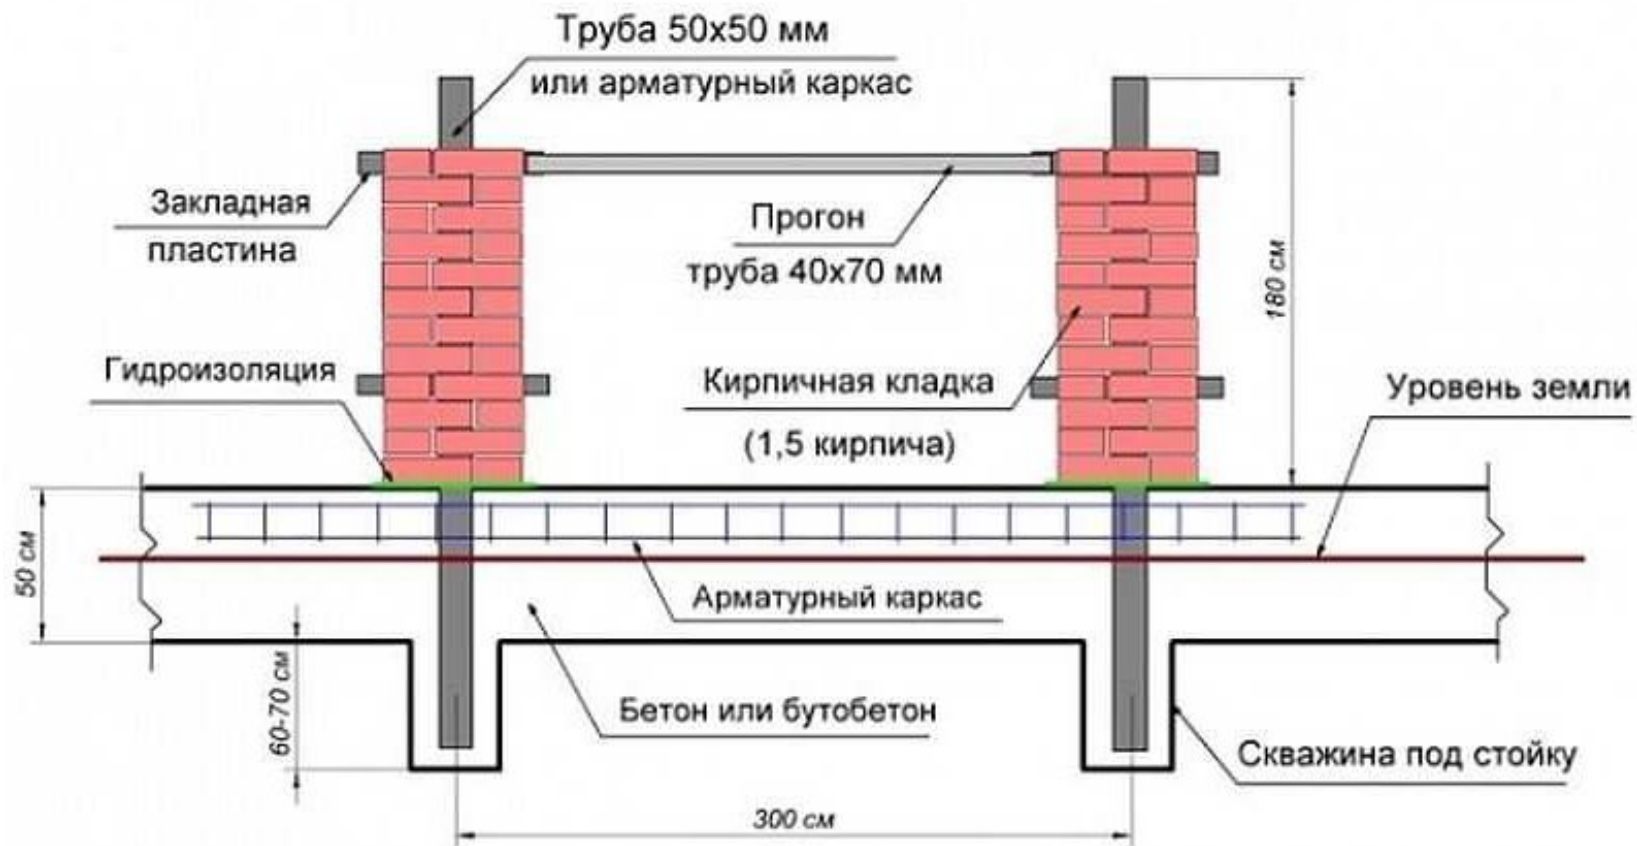 Труба 50х50 мм
или арматурный каркас
Закладная
пластина
Прогон
труба 40х70 мм
180 см
Гидроизоляция
Кирпичная кладка
(1,5 кирпича)
Уровень земли
50 см
Арматурный каркас
60-70 см
Бетон или бутобетон
Скважина под стойку
300 см